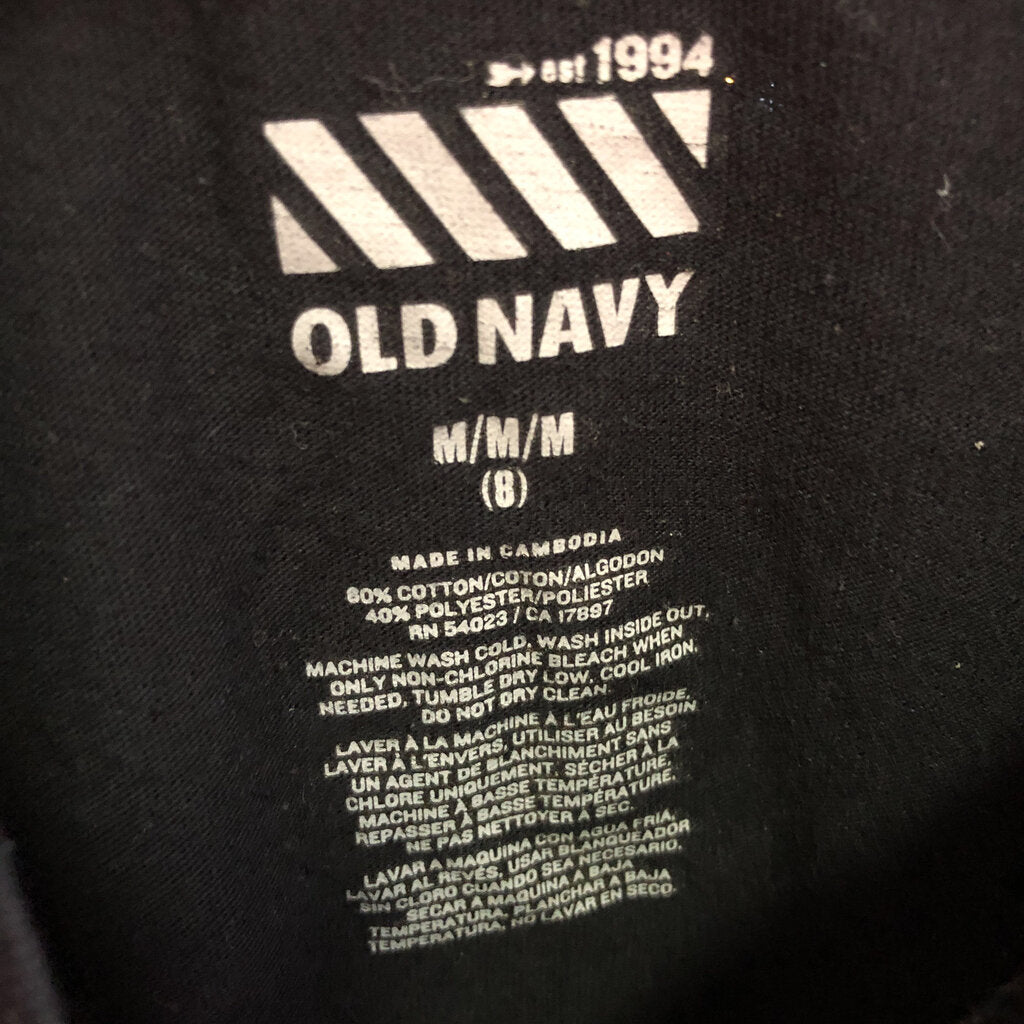 est 1994
OLD NAVY
M/M/M
(8)
MADE IN CAMBODIA
60% COTTON/COTON/ALGODON
40% POLYESTER/POLIESTER
RN 54023 / CA 17897
MACHINE WASH COLD, WASH INSIDE OUT,
ONLY NON-CHLORINE BLEACH WHEN
NEEDED, TUMBLE DRY LOW, COOL IRON,
DO NOT DRY CLEAN.
LAVER À LA MACHINE À L'EAU FROIDE,
LAVER À L'ENVERS, UTILISER AU BESOIN
UN AGENT DE BLANCHIMENT SANS
CHLORE UNIQUEMENT, SÉCHER À LA
MACHINE À BASSE TEMPÉRATURE,
REPASSER À BASSE TEMPÉRATURE,
NE PAS NETTOYER À SEC.
LAVAR A MAQUINA CON AGUA FRIA,
LAVAR AL REVÉS, USAR BLANQUEADOR
SIN CLORO CUANDO SEA NECESARIO,
SECAR A MAQUINA A BAJA
TEMPERATURA, PLANCHAR A BAJA
TEMPERATURA, NO LAVAR EN SECO.